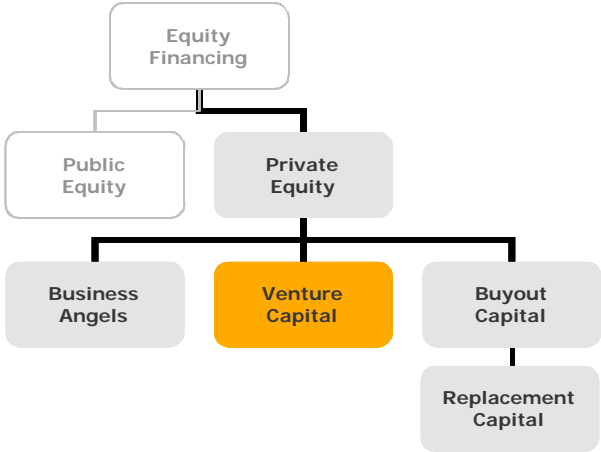 Equity
Financing
Public
Equity
Private
Equity
Business
Angels
Venture
Capital
Buyout
Capital
Replacement
Capital